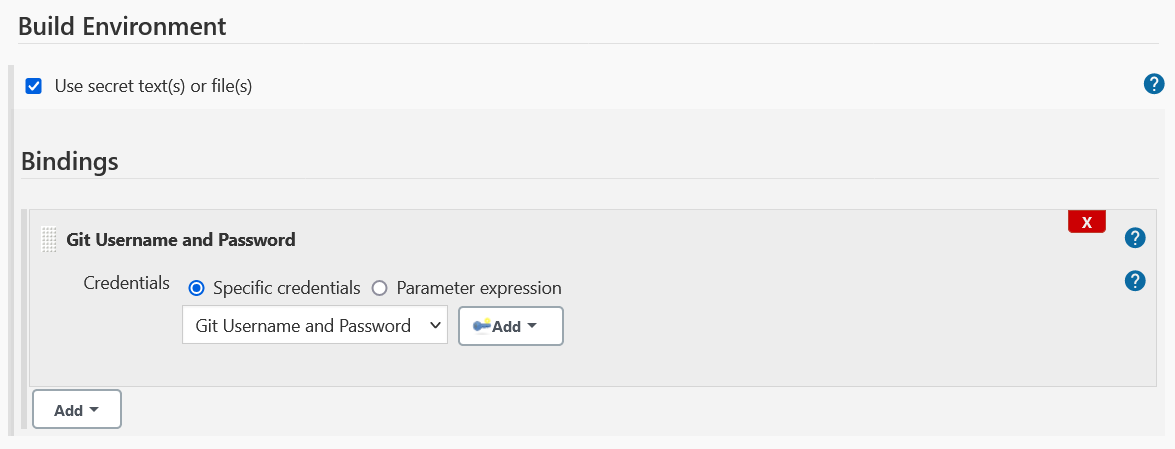 Build Environment
Use secret text(s) or file(s)
?
Bindings
X
Git Username and Password
?
Credentials
Specific credentials
Parameter expression
?
Git Username and Password
Add
Add